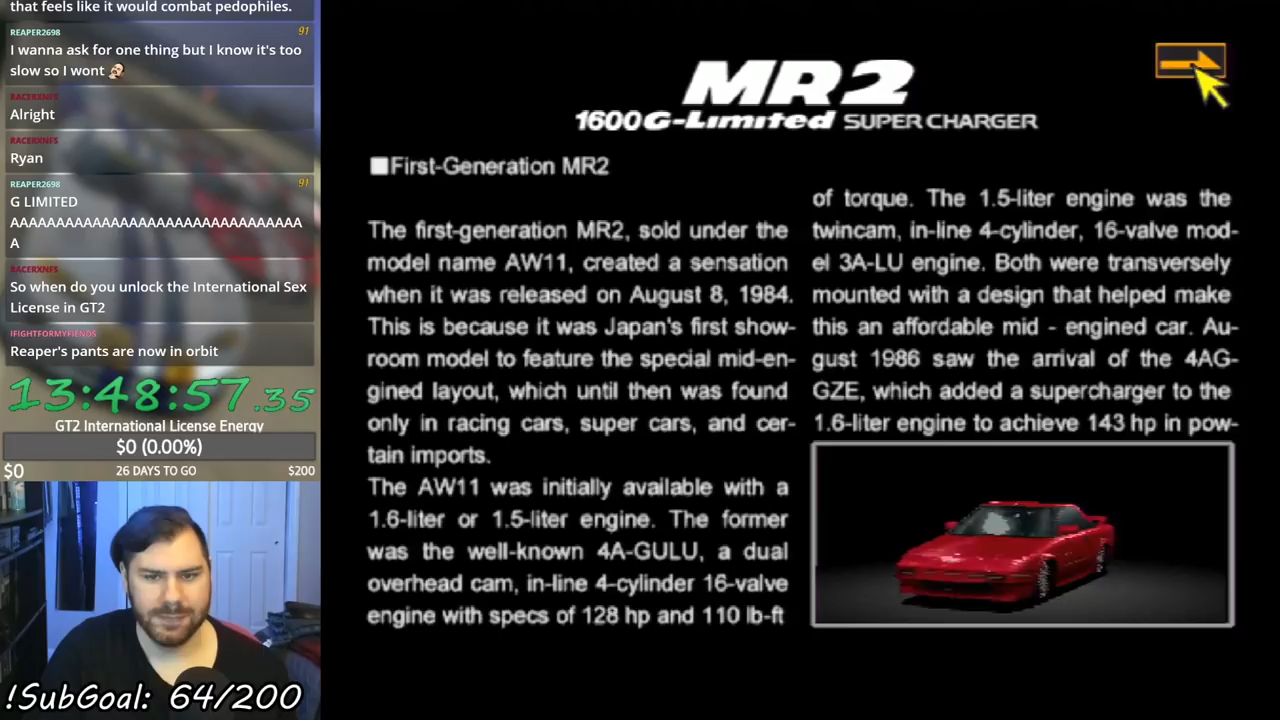 that feels like it would combat pedophiles.
REAPER2698
91
I wanna ask for one thing but I know it's too
slow so I wont
RACERXNFS
Alright
RACERXNFS
Ryan
REAPER2698
91
G LIMITED
AAAAAAAAAAAAAAAAAAAAAAAAAAAAAA
A
RACERXNFS
So when do you unlock the International Sex
License in GT2
IFIGHTFORMYFIENDS
Reaper's pants are now in orbit
13:48:57.35
GT2 International License Energy
$0 (0.00%)
$0
26 DAYS TO GO
$200
!SubGoal: 64/200
MR2
1600G-Limited SUPER CHARGER
■First-Generation MR2
The first-generation MR2, sold under the
model name AW11, created a sensation
when it was released on August 8, 1984.
This is because it was Japan's first show-
room model to feature the special mid-en-
gined layout, which until then was found
only in racing cars, super cars, and cer-
tain imports.
The AW11 was initially available with a
1.6-liter or 1.5-liter engine. The former
was the well-known 4A-GULU, a dual
overhead cam, in-line 4-cylinder 16-valve
engine with specs of 128 hp and 110 lb-ft
of torque. The 1.5-liter engine was the
twincam, in-line 4-cylinder, 16-valve mod-
el 3A-LU engine. Both were transversely
mounted with a design that helped make
this an affordable mid - engined car. Au-
gust 1986 saw the arrival of the 4AG-
GZE, which added a supercharger to the
1.6-liter engine to achieve 143 hp in pow-